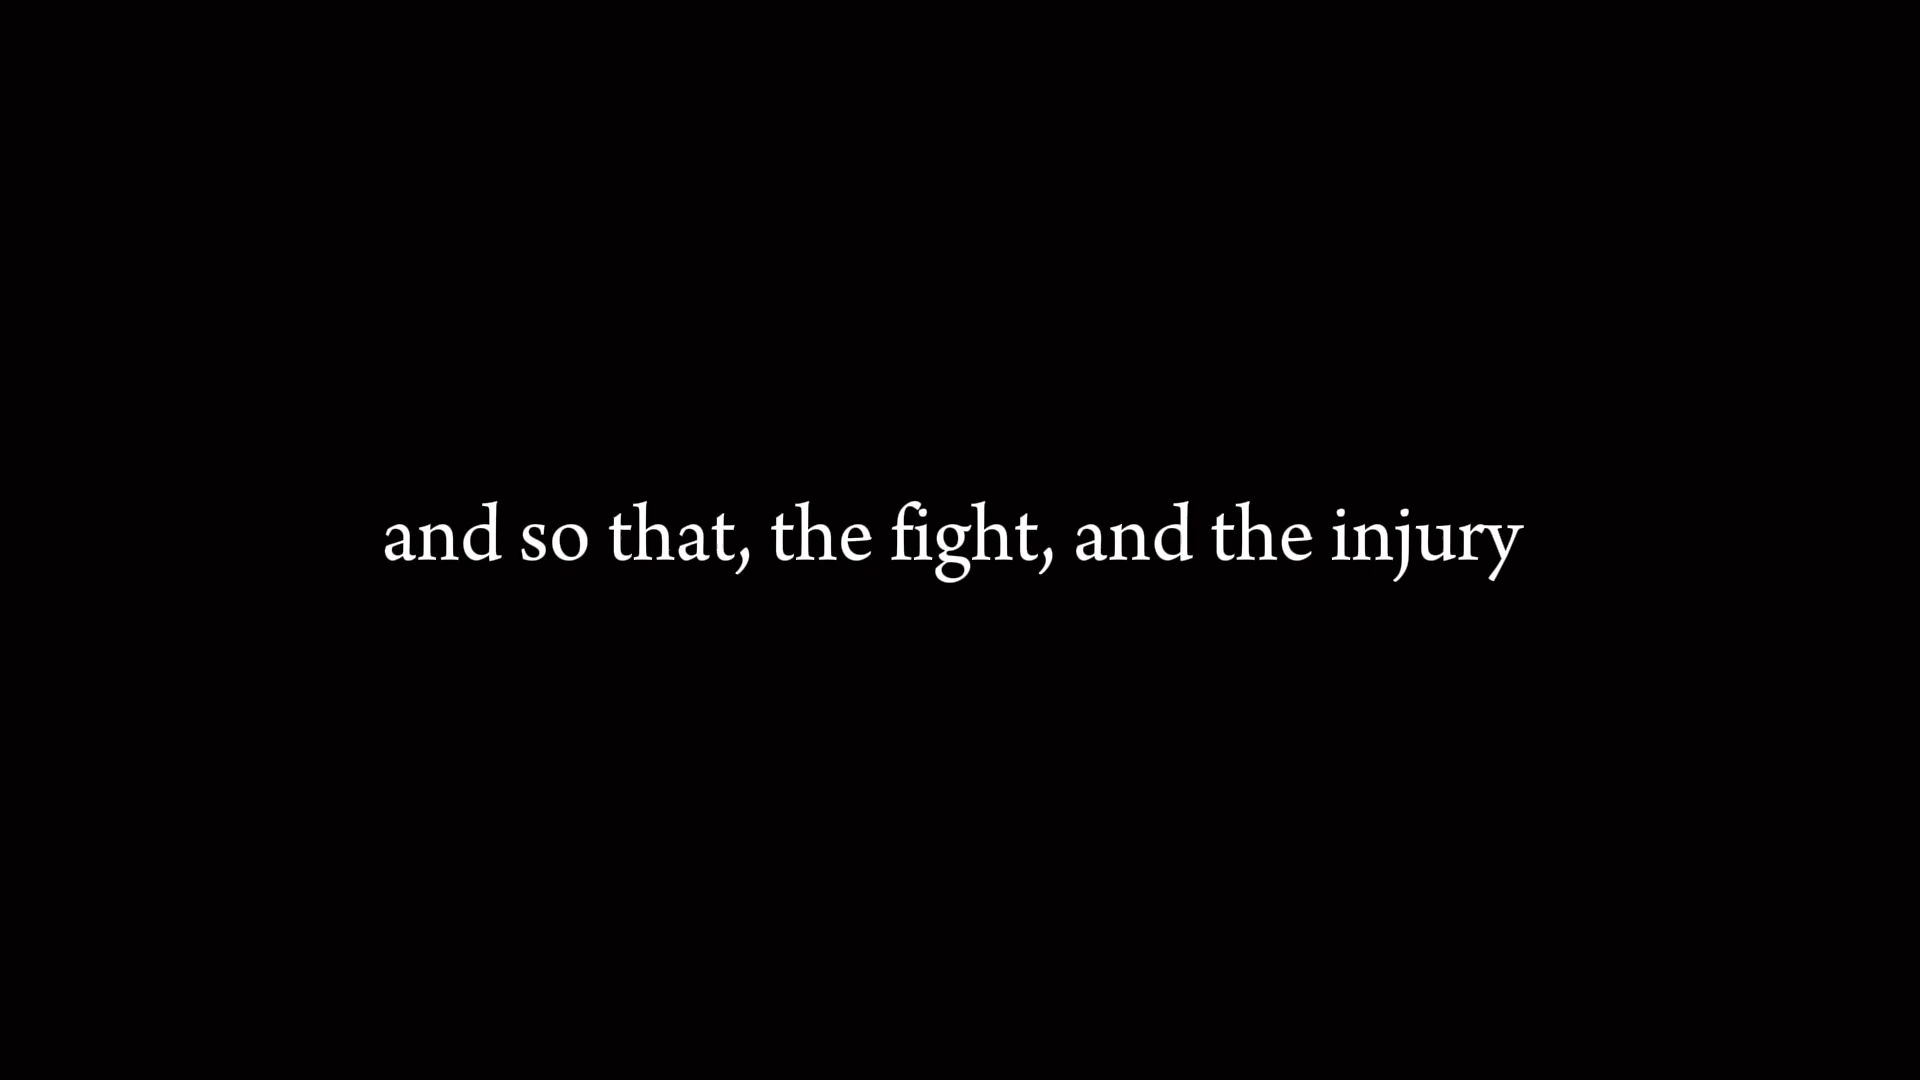 and so that, the fight, and the injury